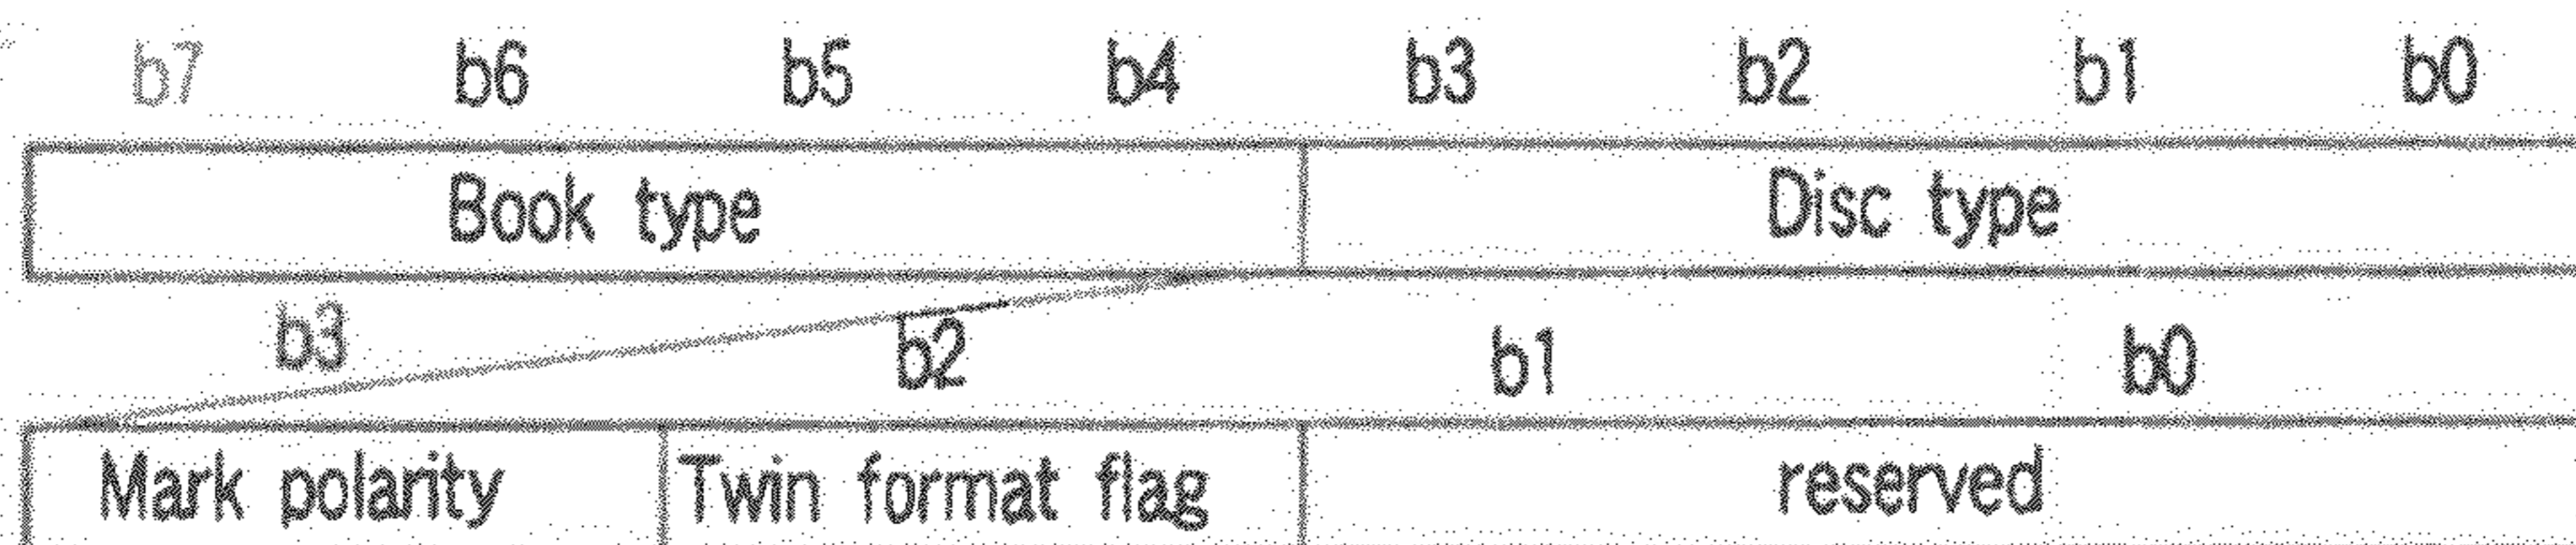 b7 b6 b5 b4 b3 b2 b1 b0
Book type Disc type
b3 b2 b1 b0
Mark polarity Twin format flag reserved